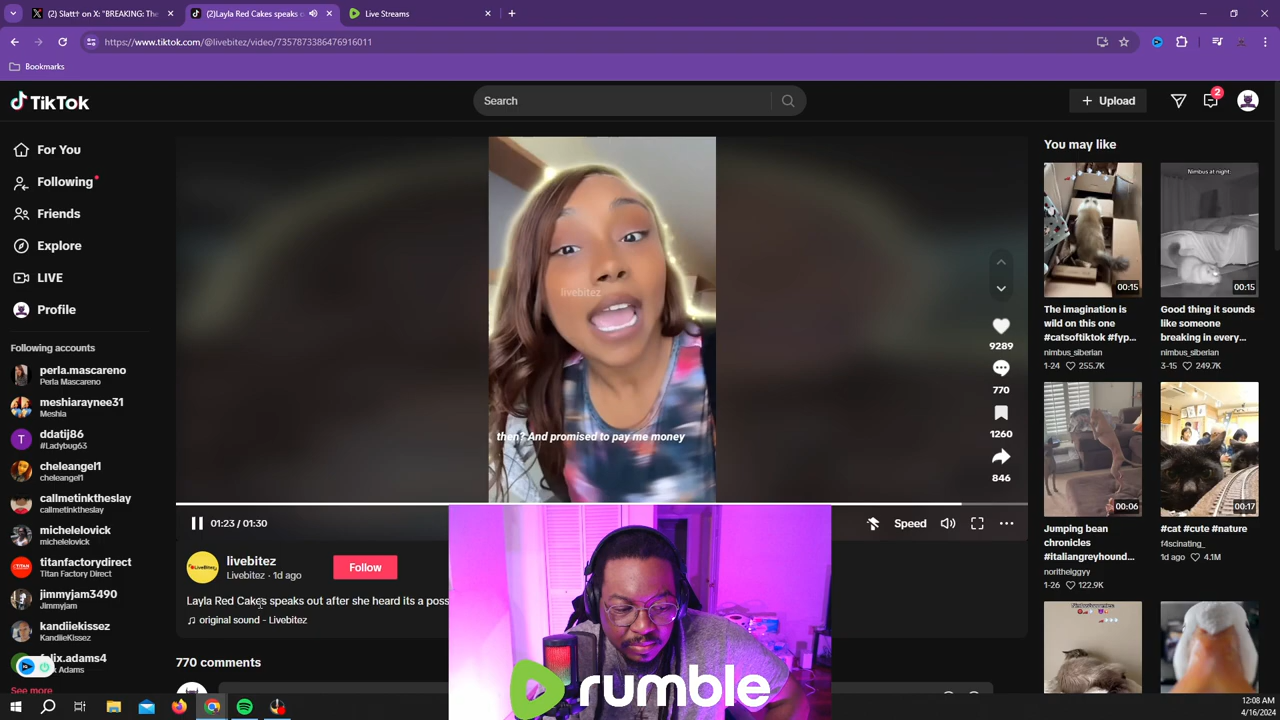 (2) Slatt† on X: "BREAKING: The
(2)Layla Red Cakes speaks o
Live Streams
https://www.tiktok.com/@livebitez/video/7357873386476916011
Bookmarks
TikTok
Search
Upload
2
For You
Following
Friends
Explore
LIVE
Profile
Following accounts
perla.mascareno
Perla Mascareno
meshiaraynee31
Meshia
T
ddatij86
#Ladybug63
cheleangel1
cheleangel1
callmetinktheslay
callmetinktheslay
michelelovick
michelelovick
titanfactorydirect
Titan Factory Direct
jimmyjam3490
Jimmyjam
kandiiekissez
KandiieKissez
felix.adams4
Adams
See more
livebitez
then? And promised to pay me money
9289
770
1260
846
01:23 / 01:30
Speed
livebitez
Livebitez · 1d ago
Follow
Layla Red Cakes speaks out after she heard its a poss
original sound - Livebitez
770 comments
rumble
You may like
00:15
The imagination is
wild on this one
#catsoftiktok #fyp...
nimbus_siberian
1-24 255.7K
Nimbus at night:
00:15
Good thing it sounds
like someone
breaking in every...
nimbus_siberian
3-15 249.7K
00:06
Jumping bean
chronicles
#italiangreyhound...
noritheiggy
1-26 122.9K
00:17
#cat #cute #nature
f4scinating_
1d ago 4.1M
12:08 AM
4/16/2024